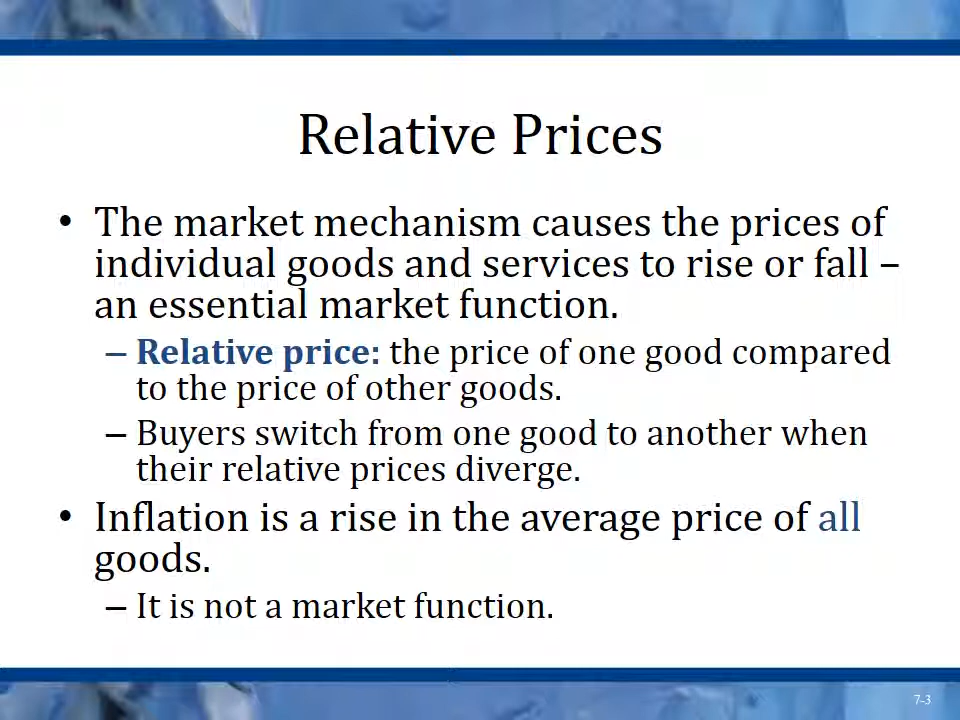 Relative Prices
• The market mechanism causes the prices of
individual goods and services to rise or fall –
an essential market function.
– Relative price: the price of one good compared
to the price of other goods.
– Buyers switch from one good to another when
their relative prices diverge.
• Inflation is a rise in the average price of all
goods.
– It is not a market function.
7-3